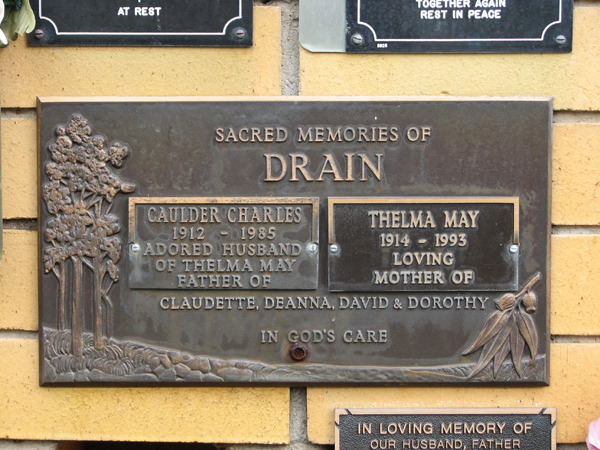 AT REST
TOGETHER AGAIN
REST IN PEACE
SACRED MEMORIES OF
DRAIN
CAULDER CHARLES
1912 - 1985
ADORED HUSBAND
OF THELMA MAY
FATHER OF
THELMA MAY
1914 - 1993
LOVING
MOTHER OF
CLAUDETTE, DEANNA, DAVID & DOROTHY
IN GOD'S CARE
IN LOVING MEMORY OF
OUR HUSBAND, FATHER